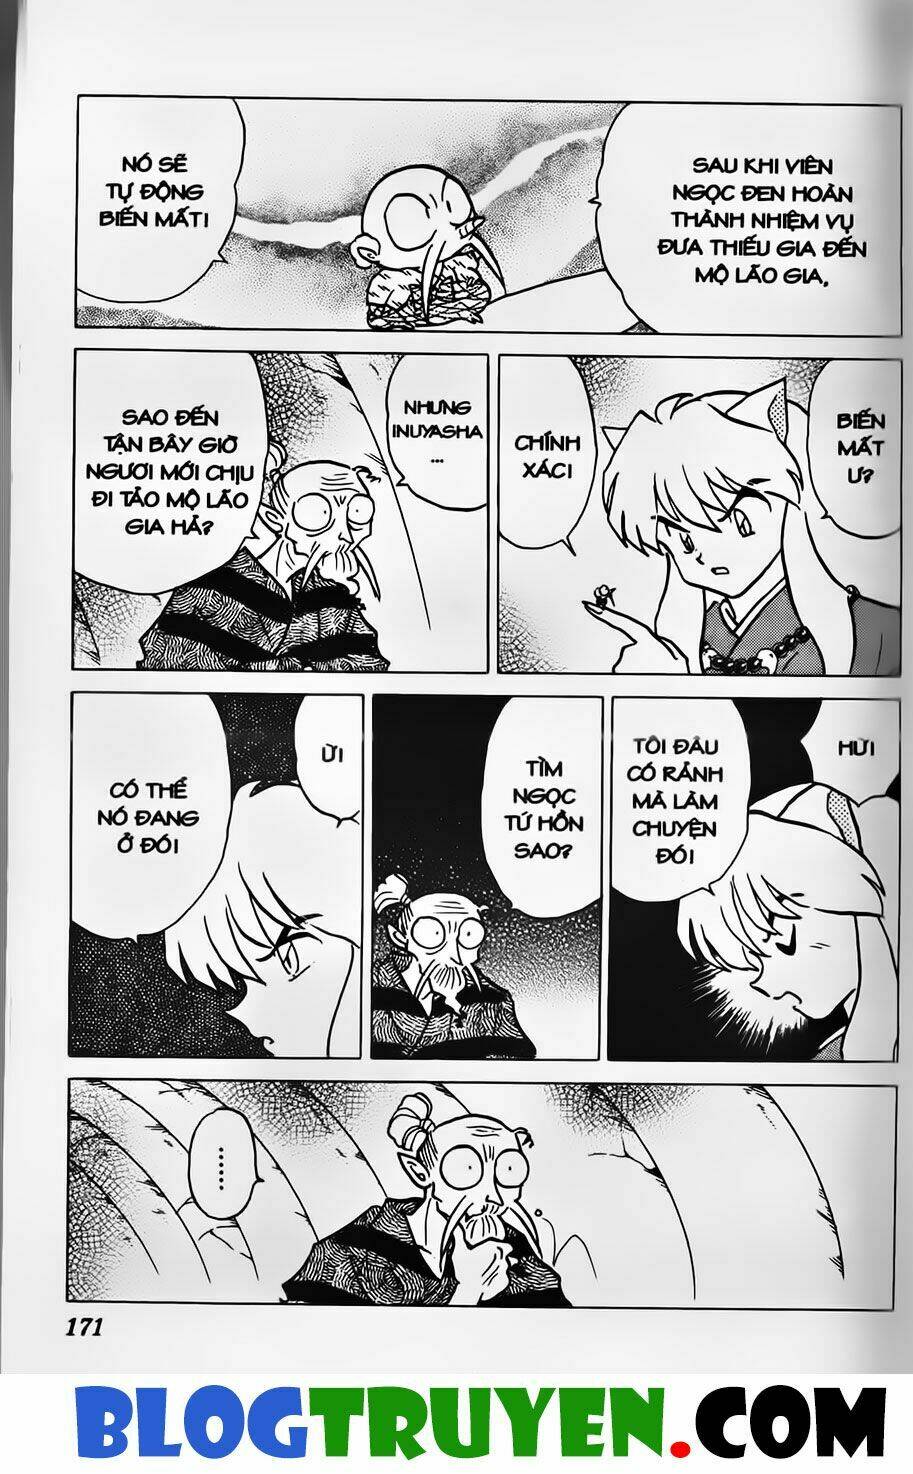 SAU KHI VIÊN
NGỌC ĐEN HOÀN
THÀNH NHIỆM VỤ
ĐƯA THIẾU GIA ĐẾN
MỘ LÃO GIA,
NÓ SẼ
TỰ ĐỘNG
BIẾN MẤT!
BIẾN
MẤT
Ư?
CHÍNH
XÁC!
NHƯNG
INUYASHA
...
SAO ĐẾN
TẬN BÂY GIỜ
NGƯƠI MỚI CHỊU
ĐI TẢO MỘ LÃO
GIA HẢ?
HỪ!
TÔI ĐÂU
CÓ RẢNH
MÀ LÀM
CHUYỆN
ĐÓ!
TÌM
NGỌC
TỨ HỒN
SAO?
Ừ!
CÓ THỂ
NÓ ĐANG
Ở ĐÓ!
........
171
BLOGTRUYEN.COM